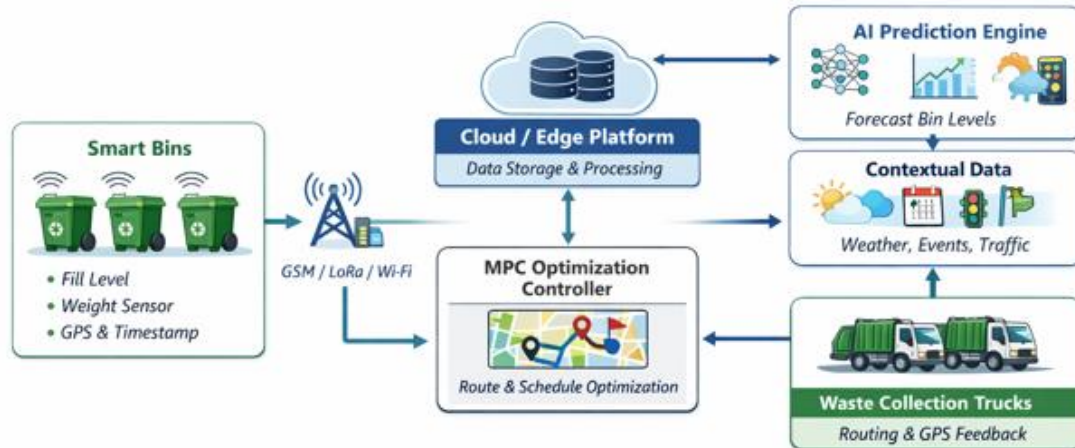 Smart Bins
• Fill Level
• Weight Sensor
• GPS & Timestamp
GSM / LoRa / Wi-Fi
Cloud / Edge Platform
Data Storage & Processing
MPC Optimization
Controller
Route & Schedule Optimization
AI Prediction Engine
Forecast Bin Levels
Contextual Data
Weather, Events, Traffic
Waste Collection Trucks
Routing & GPS Feedback